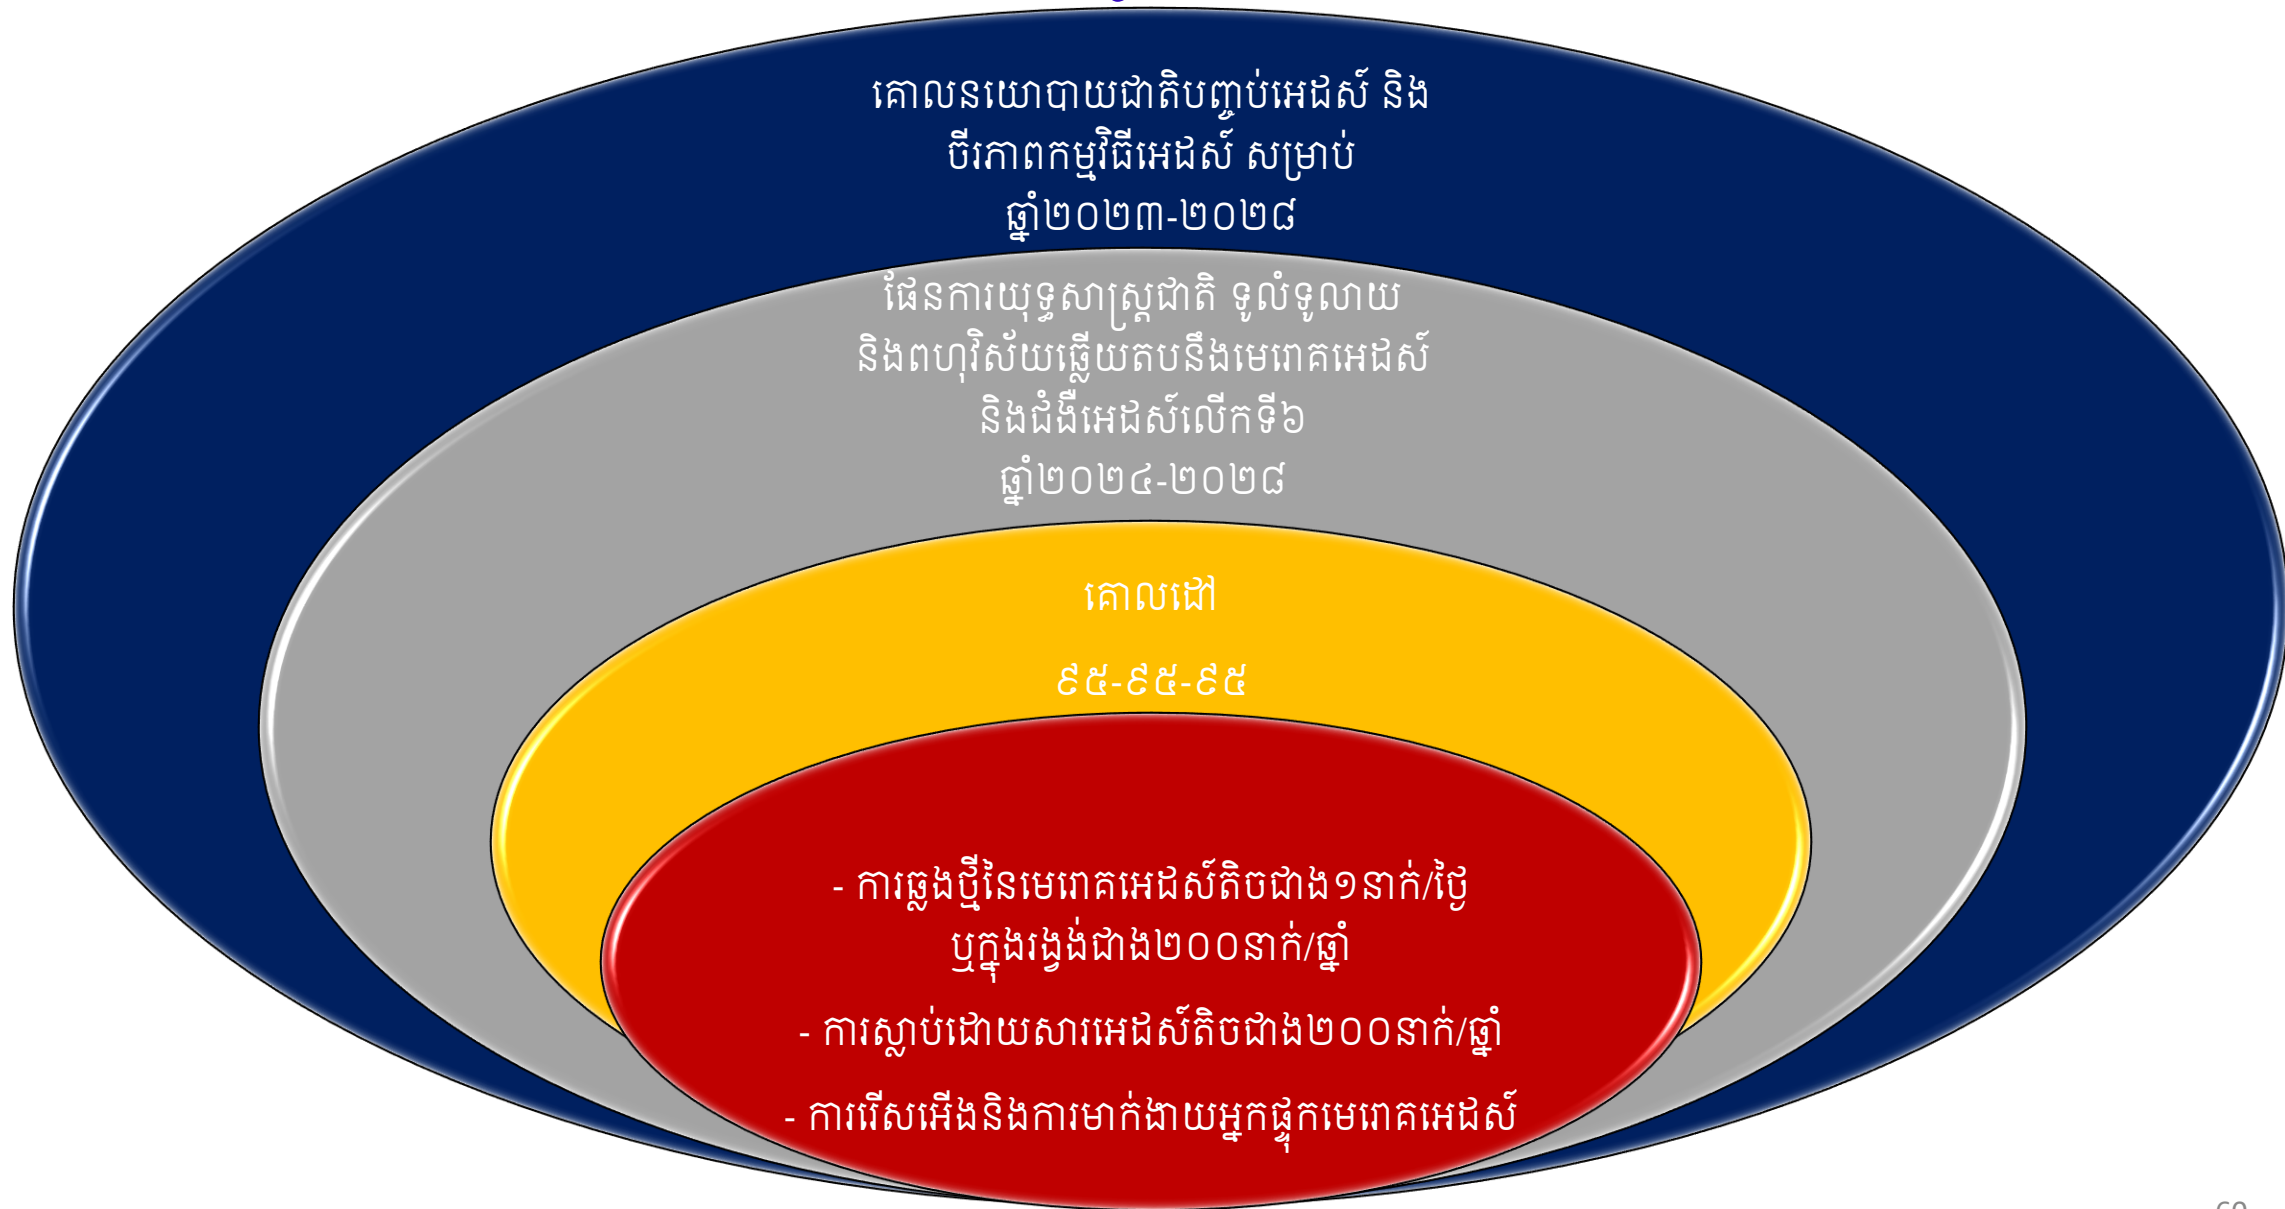 គោលនយោបាយជាតិបញ្ចប់អេដស៍ និង
ចីរភាពកម្មវិធីអេដស៍ សម្រាប់
ឆ្នាំ២០២៣-២០២៨
ផែនការយុទ្ធសាស្ត្រជាតិ ទូលំទូលាយ
និងពហុវិស័យឆ្លើយតបនឹងមេរោគអេដស៍
និងជំងឺអេដស៍លើកទី៦
ឆ្នាំ២០២៤-២០២៨
គោលដៅ
៩៥-៩៥-៩៥
- ការឆ្លងថ្មីនៃមេរោគអេដស៍តិចជាង១នាក់/ថ្ងៃ
ឬក្នុងរង្វង់ជាង២០០នាក់/ឆ្នាំ
- ការស្លាប់ដោយសារអេដស៍តិចជាង២០០នាក់/ឆ្នាំ
- ការរើសអើងនិងការមាក់ងាយអ្នកផ្ទុកមេរោគអេដស៍